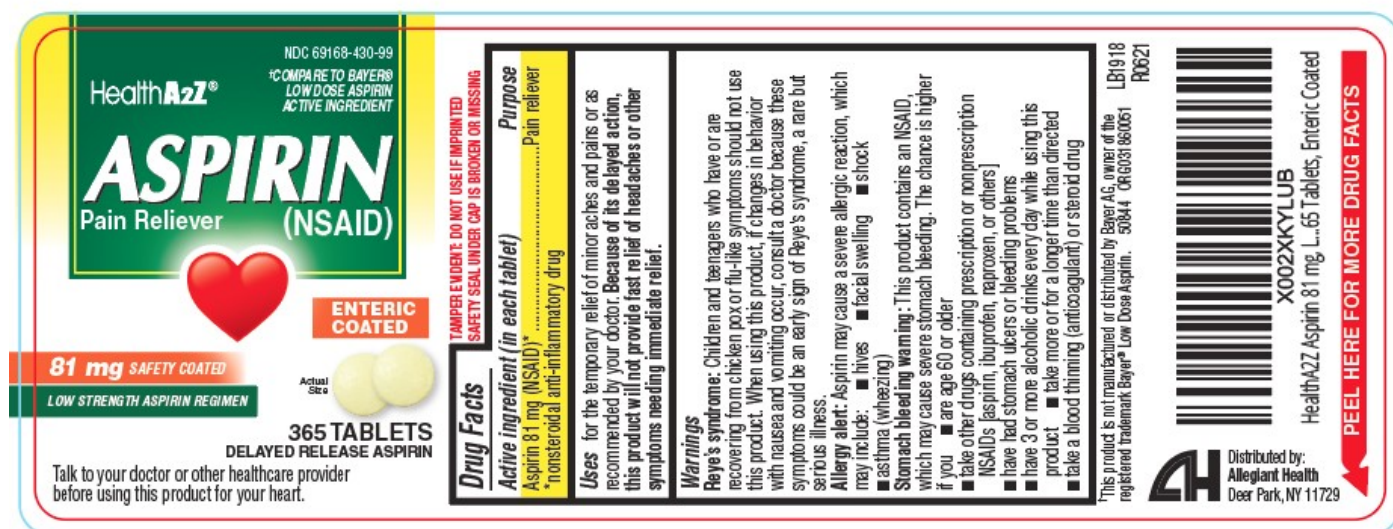 NDC 69168-430-99
HealthA2Z®
†COMPARE TO BAYER®
LOW DOSE ASPIRIN
ACTIVE INGREDIENT
ASPIRIN
Pain Reliever (NSAID)
ENTERIC
COATED
81 mg SAFETY COATED
LOW STRENGTH ASPIRIN REGIMEN
Actual
Size
365 TABLETS
DELAYED RELEASE ASPIRIN
Talk to your doctor or other healthcare provider
before using this product for your heart.
TAMPER EVIDENT: DO NOT USE IF IMPRINTED
SAFETY SEAL UNDER CAP IS BROKEN OR MISSING
Drug Facts
Active ingredient (in each tablet) Purpose
Aspirin 81 mg (NSAID)* ........ Pain reliever
*nonsteroidal anti-inflammatory drug
Uses for the temporary relief of minor aches and pains or as
recommended by your doctor. Because of its delayed action,
this product will not provide fast relief of headaches or other
symptoms needing immediate relief.
Warnings
Reye's syndrome: Children and teenagers who have or are
recovering from chicken pox or flu-like symptoms should not use
this product. When using this product, if changes in behavior
with nausea and vomiting occur, consult a doctor because these
symptoms could be an early sign of Reye's syndrome, a rare but
serious illness.
Allergy alert: Aspirin may cause a severe allergic reaction, which
may include: ■ hives ■ facial swelling ■ shock
■ asthma (wheezing)
Stomach bleeding warning: This product contains an NSAID,
which may cause severe stomach bleeding. The chance is higher
if you ■ are age 60 or older
■ take other drugs containing prescription or nonprescription
NSAIDs [aspirin, ibuprofen, naproxen, or others]
■ have had stomach ulcers or bleeding problems
■ have 3 or more alcoholic drinks every day while using this
product ■ take more or for a longer time than directed
■ take a blood thinning (anticoagulant) or steroid drug
†This product is not manufactured or distributed by Bayer AG, owner of the
registered trademark Bayer® Low Dose Aspirin. 50844 ORG031860051
LB1918
R0621
X002XKYLUB
HealthA2Z Aspirin 81 mg, L...65 Tablets, Enteric Coated
AH
Distributed by:
Allegiant Health
Deer Park, NY 11729
PEEL HERE FOR MORE DRUG FACTS